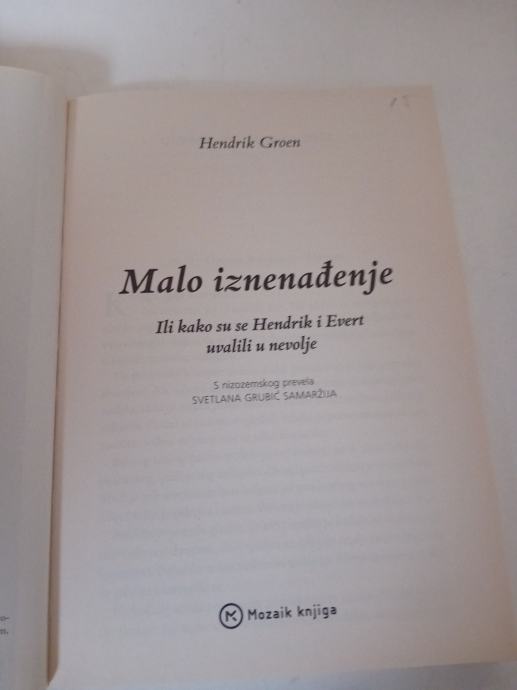 Hendrik Groen
Malo iznenađenje
Ili kako su se Hendrik i Evert
uvalili u nevolje
S nizozemskog prevela
SVETLANA GRUBIĆ SAMARŽIJA
Mozaik knjiga